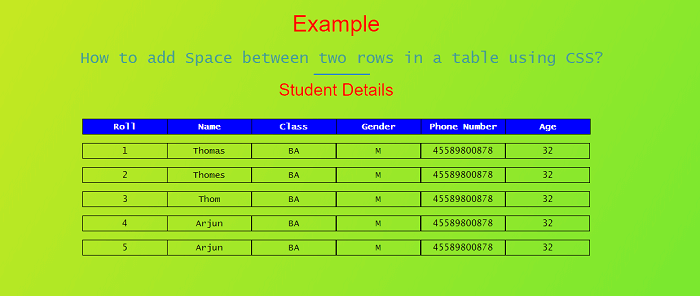 Example
How to add Space between two rows in a table using CSS?
Student Details
Roll Name Class Gender Phone Number Age
1 Thomas BA M 45589800878 32
2 Thomes BA M 45589800878 32
3 Thom BA M 45589800878 32
4 Arjun BA M 45589800878 32
5 Arjun BA M 45589800878 32